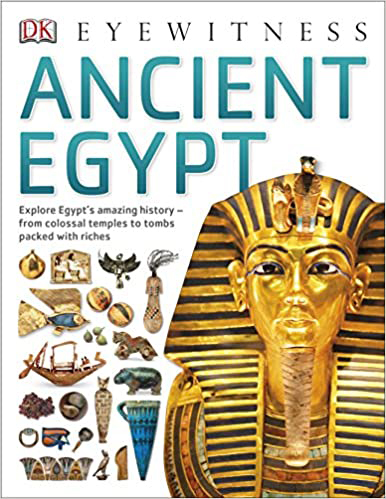 DK EYEWITNESS
ANCIENT
EGYPT
Explore Egypt's amazing history –
from colossal temples to tombs
packed with riches